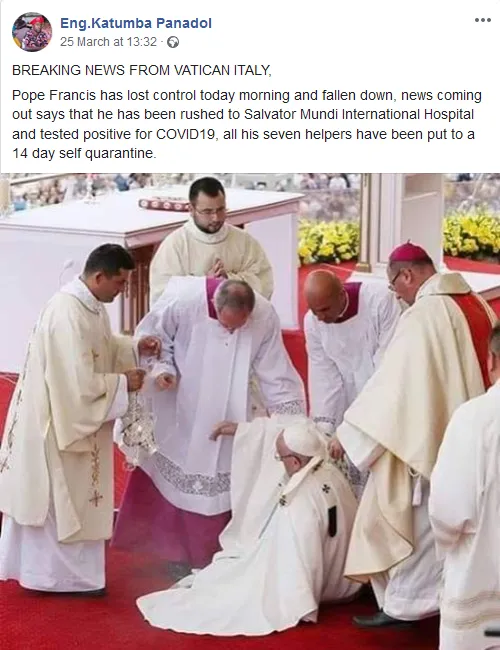 Eng.Katumba Panadol
25 March at 13:32 ·
BREAKING NEWS FROM VATICAN ITALY,
Pope Francis has lost control today morning and fallen down, news coming
out says that he has been rushed to Salvator Mundi International Hospital
and tested positive for COVID19, all his seven helpers have been put to a
14 day self quarantine.